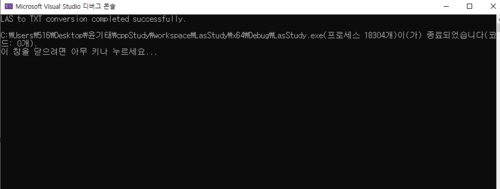 Microsoft Visual Studio 디버그 콘솔
LAS to TXT conversion completed successfully.
C:₩Users₩516₩Desktop₩윤기태₩cppStudy₩workspace₩LasStudy₩x64₩Debug₩LasStudy.exe(프로세스 18304개)이(가) 종료되었습니다(코
드: 0개).
이 창을 닫으려면 아무 키나 누르세요...